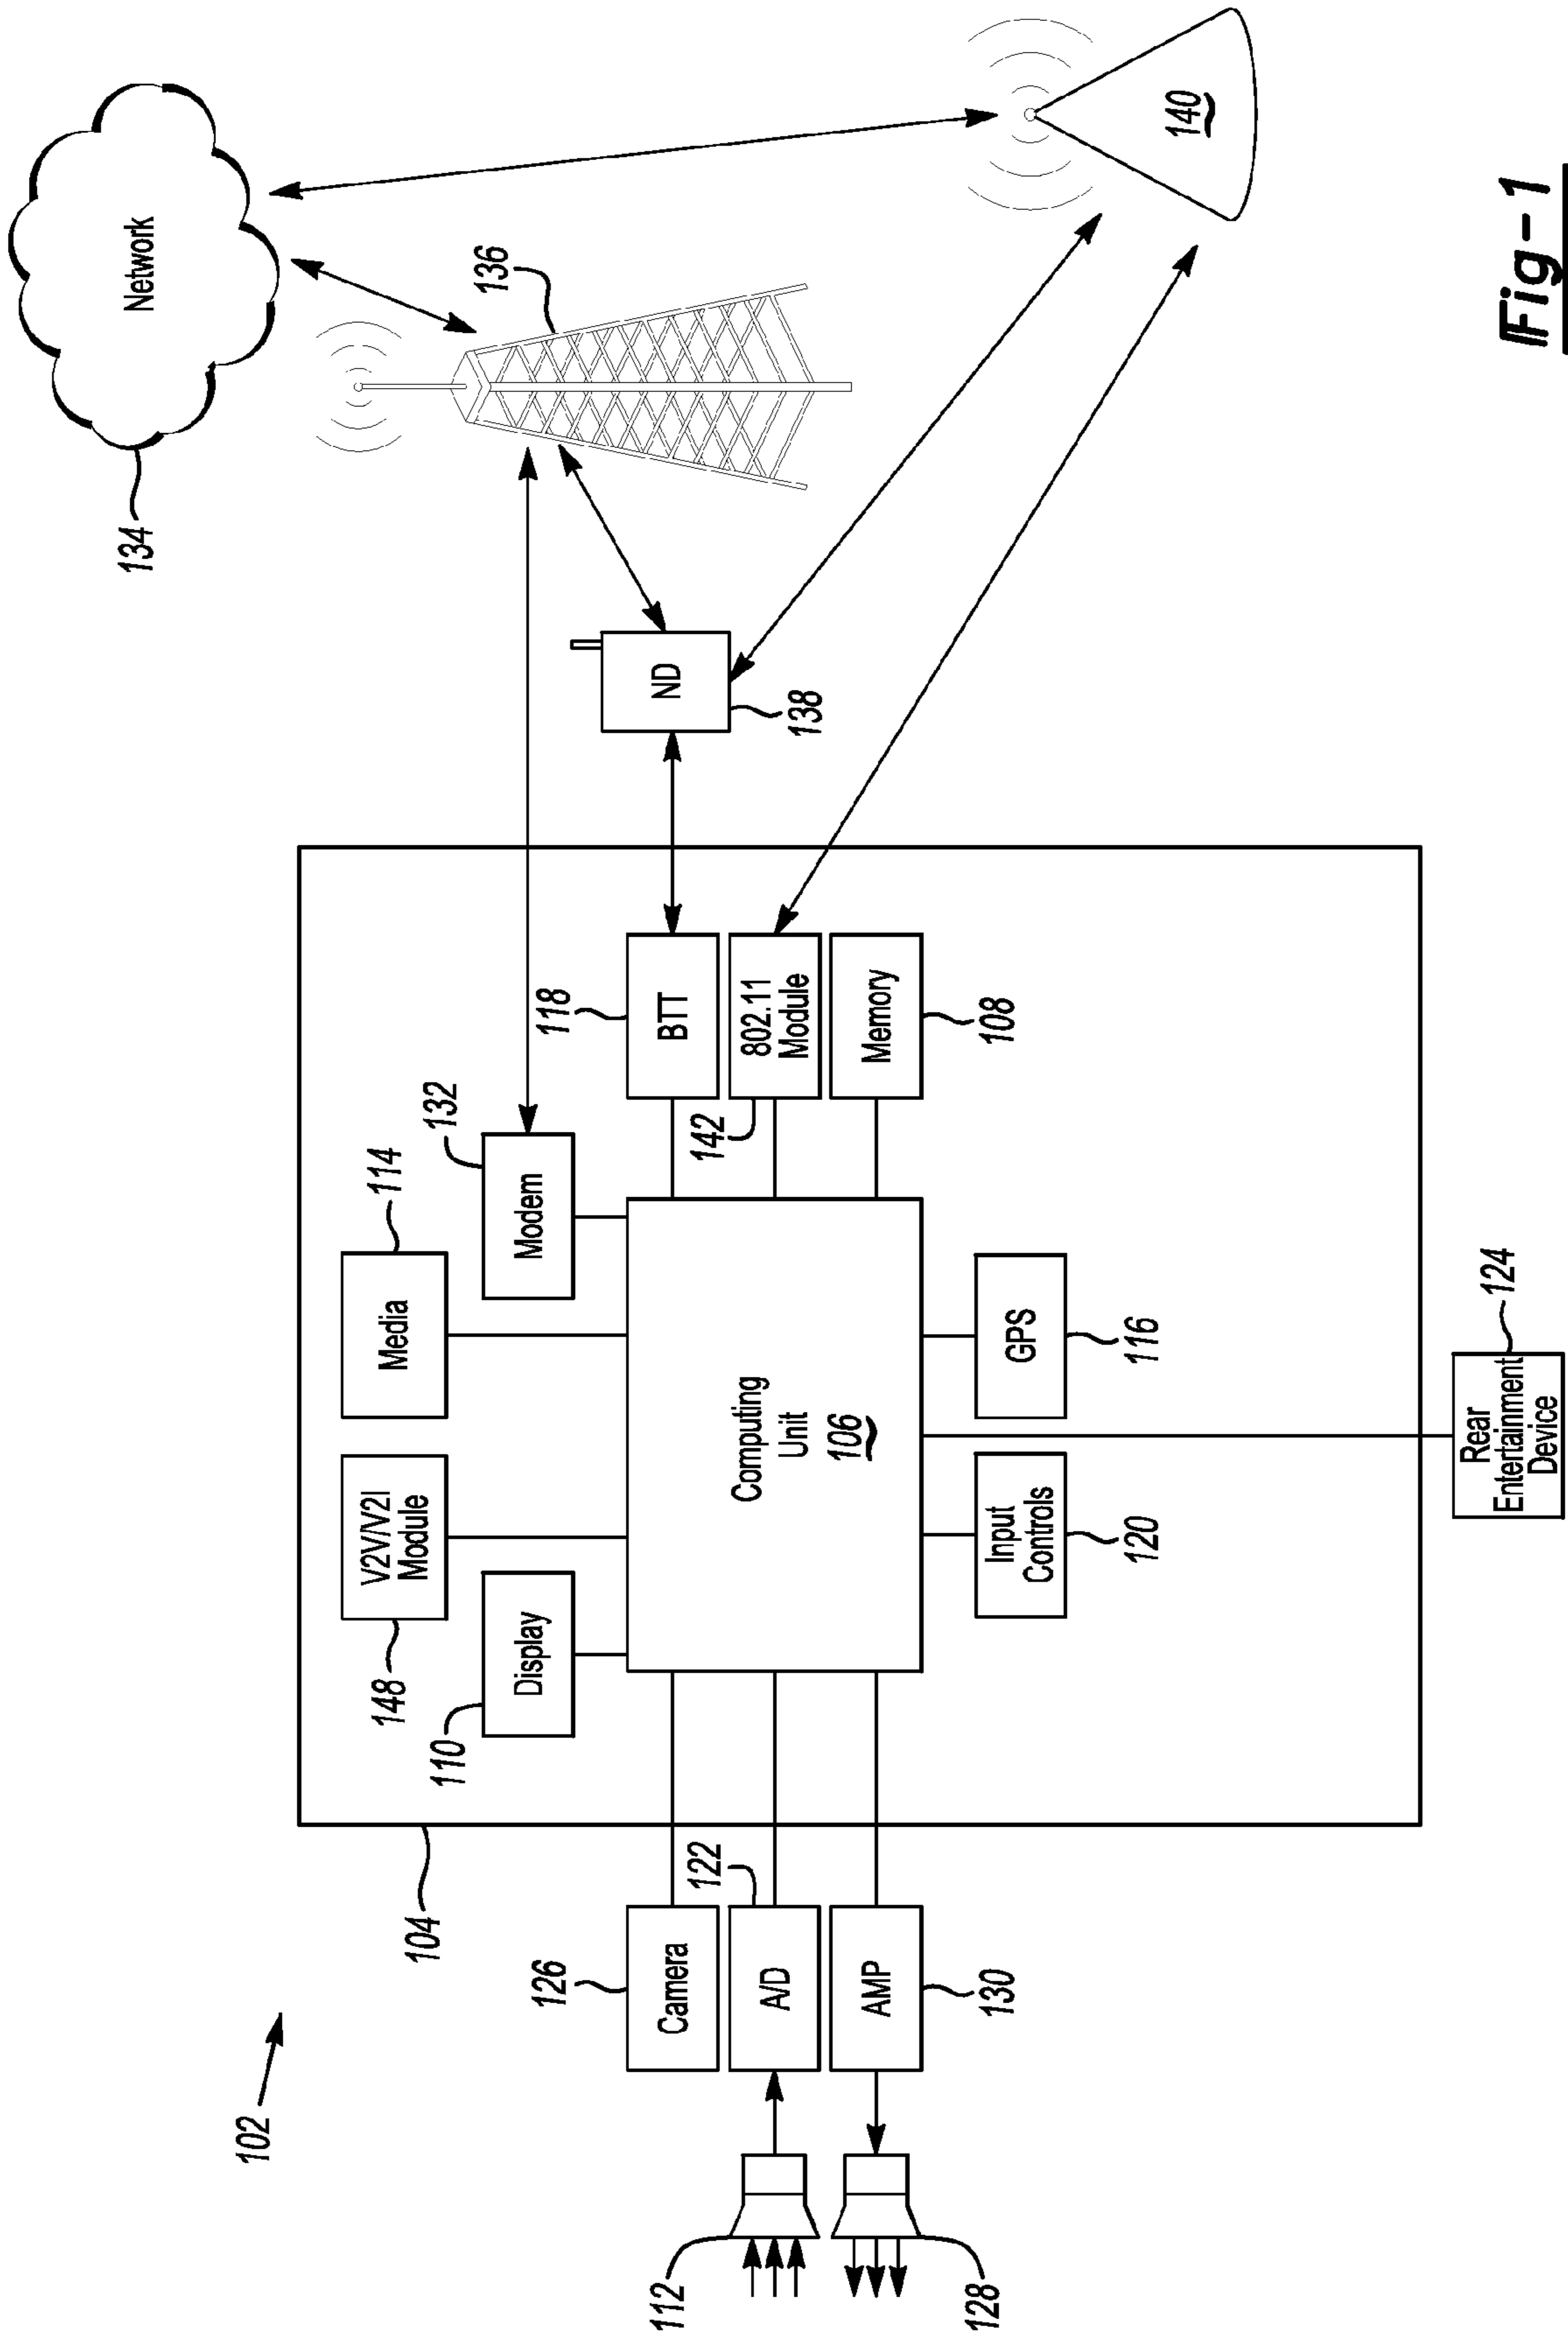 102
104
Network
134
136
V2V/V2I
Module
148
Media
114
Display
110
Modem
132
Camera
126
A/D
122
AMP
130
112
128
Computing
Unit
106
BTT
118
802.11
Module
142
Memory
108
ND
138
Input
Controls
120
GPS
116
Rear
Entertainment
Device
124
140
Fig-1